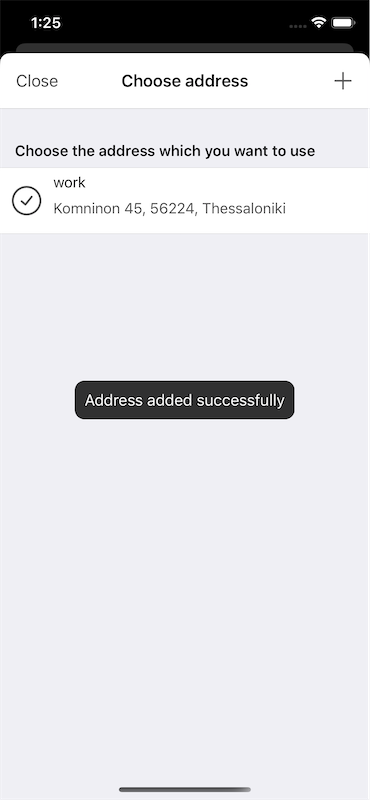 1:25
Close
Choose address
Choose the address which you want to use
work
Komninon 45, 56224, Thessaloniki
Address added successfully